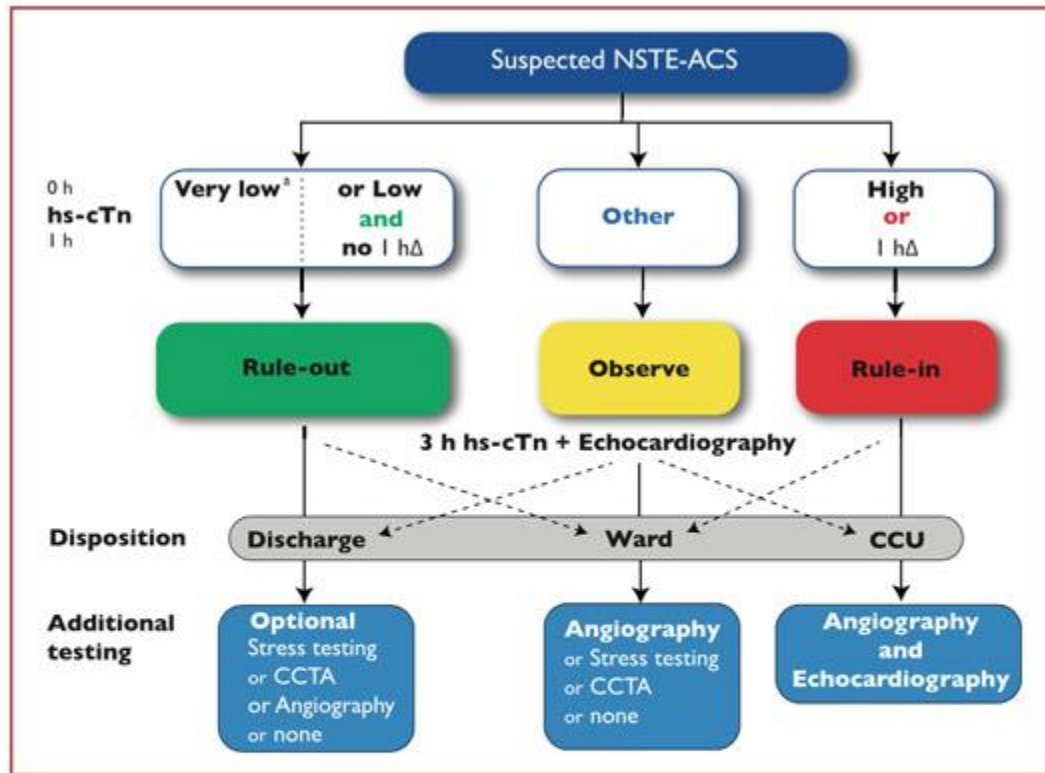 Suspected NSTE-ACS
0 h
hs-cTn
1 h
Very lowᵃ
or Low
and
no 1 hΔ
Other
High
or
1 hΔ
Rule-out
Observe
Rule-in
3 h hs-cTn + Echocardiography
Disposition
Discharge
Ward
CCU
Additional
testing
Optional
Stress testing
or CCTA
or Angiography
or none
Angiography
or Stress testing
or CCTA
or none
Angiography
and
Echocardiography